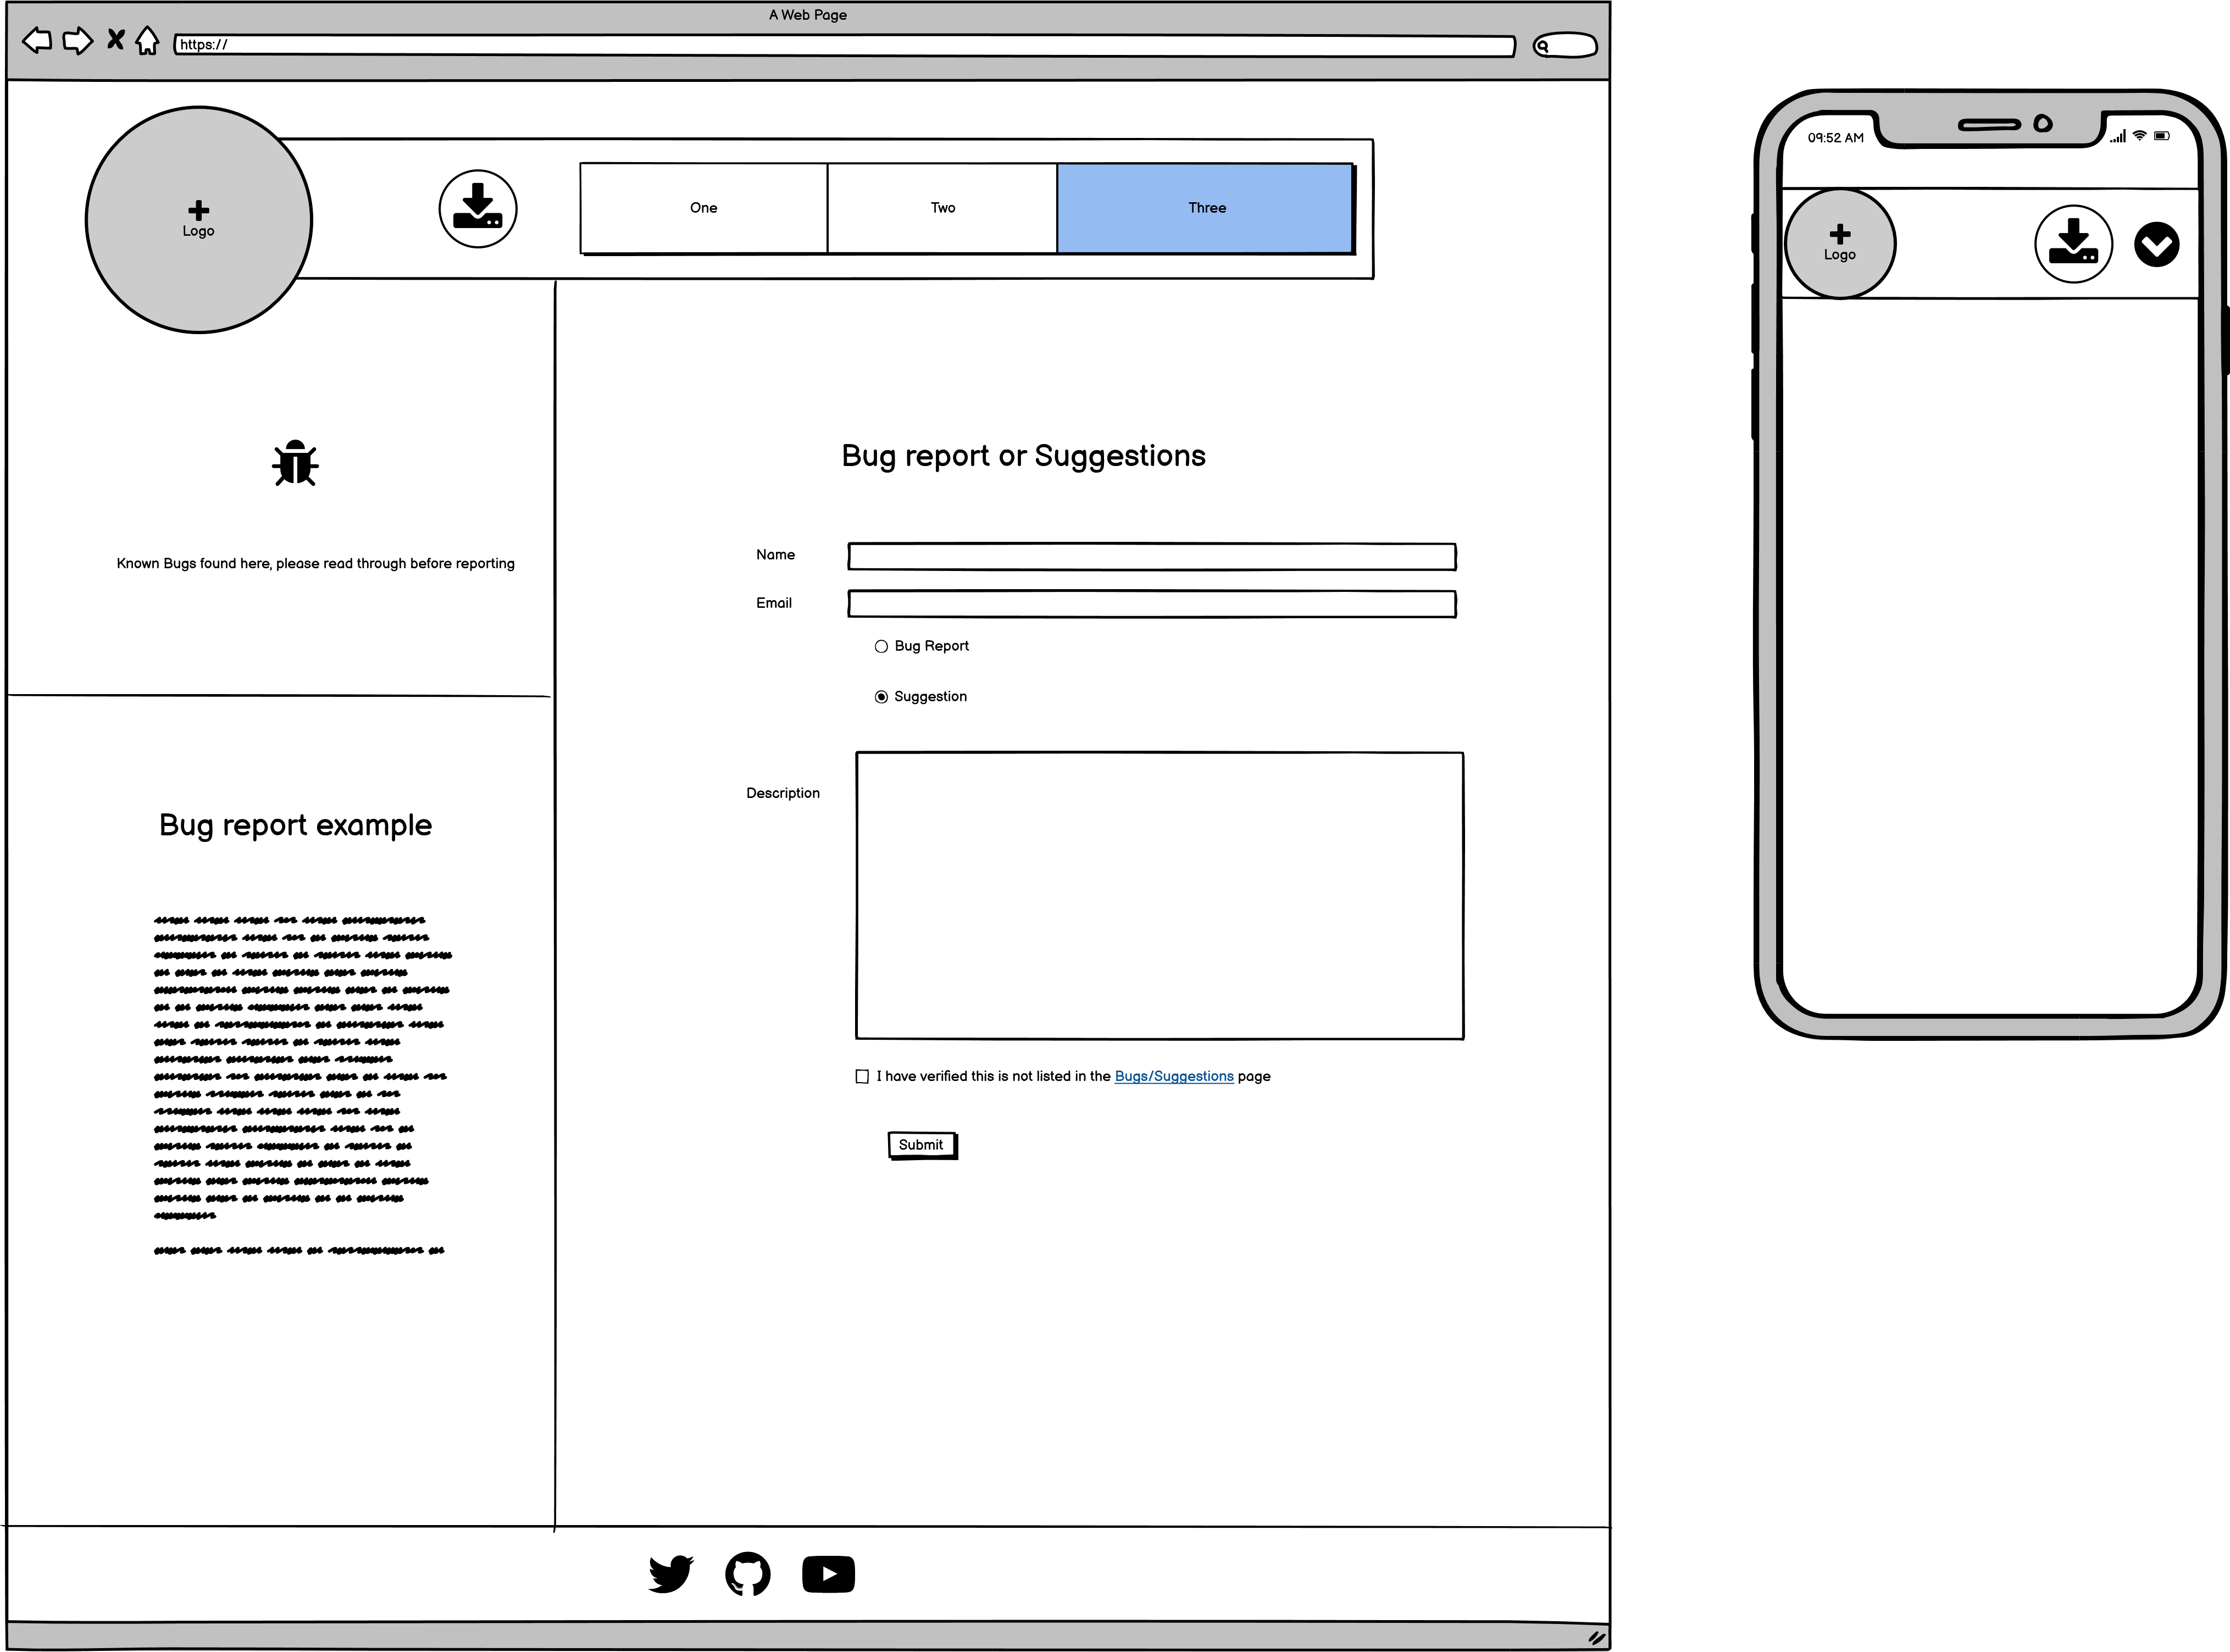 A Web Page
https://
Logo
One
Two
Three
Known Bugs found here, please read through before reporting
Bug report example
Bug report or Suggestions
Name
Email
Bug Report
Suggestion
Description
I have verified this is not listed in the Bugs/Suggestions page
Submit
09:52 AM
Logo